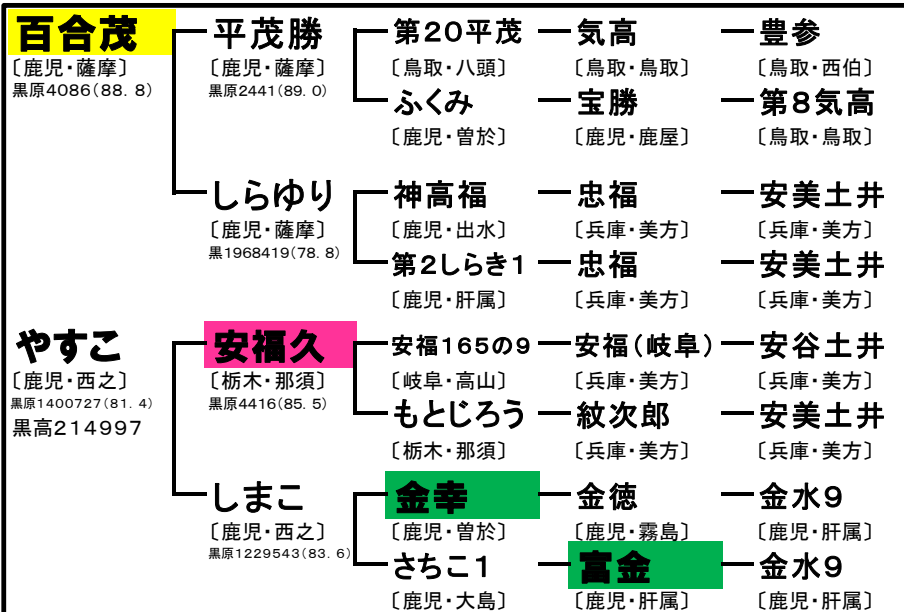 百合茂
〔鹿児・薩摩〕
黒原4086(88.8)
平茂勝
〔鹿児・薩摩〕
黒原2441(89.0)
第20平茂
〔鳥取・八頭〕
気高
〔鳥取・鳥取〕
豊参
〔鳥取・西伯〕
ふくみ
〔鹿児・曽於〕
宝勝
〔鹿児・鹿屋〕
第8気高
〔鳥取・鳥取〕
しらゆり
〔鹿児・薩摩〕
黒1968419(78.8)
神高福
〔鹿児・出水〕
忠福
〔兵庫・美方〕
安美土井
〔兵庫・美方〕
第2しらき1
〔鹿児・肝属〕
忠福
〔兵庫・美方〕
安美土井
〔兵庫・美方〕
やすこ
〔鹿児・西之〕
黒原1400727(81.4)
黒高214997
安福久
〔栃木・那須〕
黒原4416(85.5)
安福165の9
〔岐阜・高山〕
安福(岐阜)
〔兵庫・美方〕
安谷土井
〔兵庫・美方〕
もとじろう
〔栃木・那須〕
紋次郎
〔兵庫・美方〕
安美土井
〔兵庫・美方〕
しまこ
〔鹿児・西之〕
黒原1229543(83.6)
金幸
〔鹿児・曽於〕
金徳
〔鹿児・霧島〕
金水9
〔鹿児・肝属〕
さちこ1
〔鹿児・大島〕
富金
〔鹿児・肝属〕
金水9
〔鹿児・肝属〕